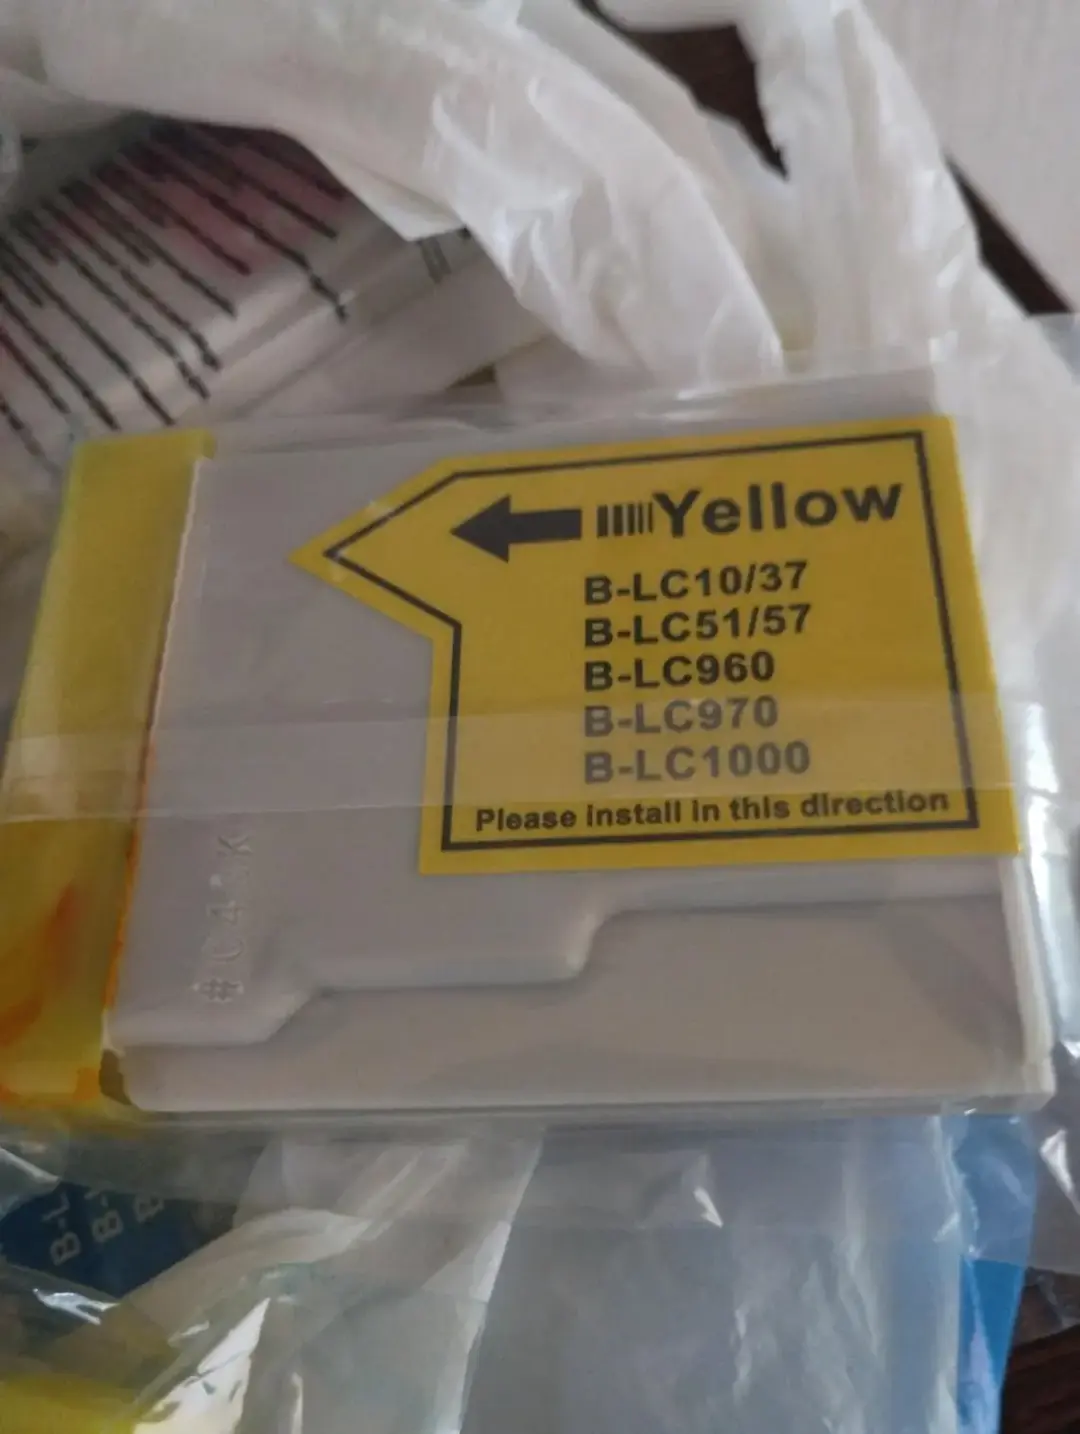 Yellow
B-LC10/37
B-LC51/57
B-LC960
B-LC970
B-LC1000
Please install in this direction
B-L
B-
B